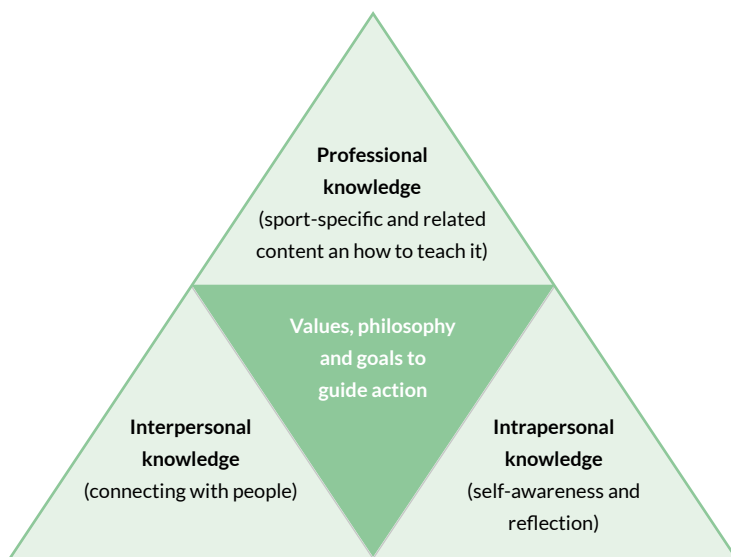 Professional
knowledge
(sport-specific and related
content an how to teach it)
Values, philosophy
and goals to
guide action
Interpersonal
knowledge
(connecting with people)
Intrapersonal
knowledge
(self-awareness and
reflection)